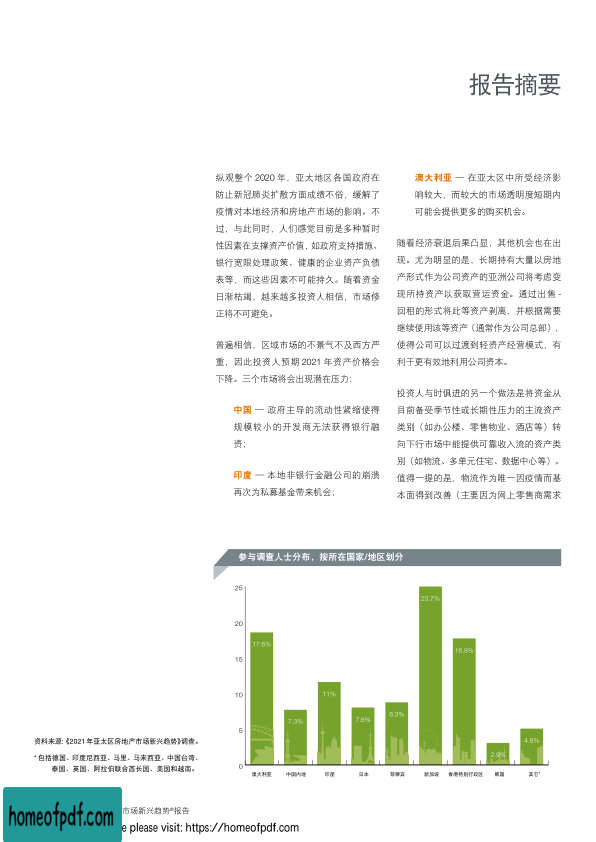 报告摘要
纵观整个 2020 年，亚太地区各国政府在
防止新冠肺炎扩散方面成绩不俗，缓解了
疫情对本地经济和房地产市场的影响。不
过，与此同时，人们感觉目前是多种暂时
性因素在支撑资产价值，如政府支持措施、
银行宽限处理政策、健康的企业资产负债
表等，而这些因素不可能持久。随着资金
日渐枯竭，越来越多投资人相信，市场修
正将不可避免。
普遍相信，区域市场的不景气不及西方严
重，因此投资人预期 2021 年资产价格会
下降。三个市场将会出现潜在压力：
中国 — 政府主导的流动性紧缩使得
规模较小的开发商无法获得银行融
资；
印度 — 本地非银行金融公司的崩溃
再次为私募基金带来机会；
澳大利亚 — 在亚太区中所受经济影
响较大，而较大的市场透明度短期内
可能会提供更多的购买机会。
随着经济衰退后果凸显，其他机会也在出
现。尤为明显的是，长期持有大量以房地
产形式作为公司资产的亚洲公司将考虑变
现所持资产以获取营运资金。通过出售 -
回租的形式将此等资产剥离，并根据需要
继续使用该等资产（通常作为公司总部），
使得公司可以过渡到轻资产经营模式，有
利于更有效地利用公司资本。
投资人与时俱进的另一个做法是将资金从
目前备受季节性或长期性压力的主流资产
类别（如办公楼、零售物业、酒店等）转
向下行市场中能提供可靠收入流的资产类
别（如物流、多单元住宅、数据中心等）。
值得一提的是，物流作为唯一因疫情而基
本面得到改善（主要因为网上零售商需求
参与调查人士分布，按所在国家/地区划分
25
20
15
10
5
0
17.6%
7.3%
11%
7.6%
8.3%
23.7%
16.8%
2.9%
4.8%
澳大利亚
中国内地
印度
日本
菲律宾
新加坡
香港特别行政区
韩国
其它*
资料来源：《2021 年亚太区房地产市场新兴趋势》调查。
* 包括德国、印度尼西亚、马里、马来西亚、中国台湾、
泰国、英国、阿拉伯联合酋长国、美国和越南。
市场新兴趋势®报告
homeofpdf.com
e please visit: https://homeofpdf.com